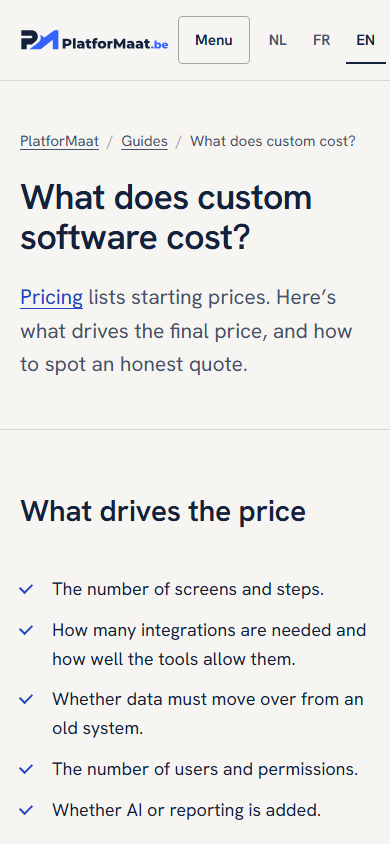 PlatforMaat.be Menu NL FR EN
PlatforMaat / Guides / What does custom cost?
What does custom
software cost?
Pricing lists starting prices. Here’s
what drives the final price, and how
to spot an honest quote.
What drives the price
The number of screens and steps.
How many integrations are needed and
how well the tools allow them.
Whether data must move over from an
old system.
The number of users and permissions.
Whether AI or reporting is added.